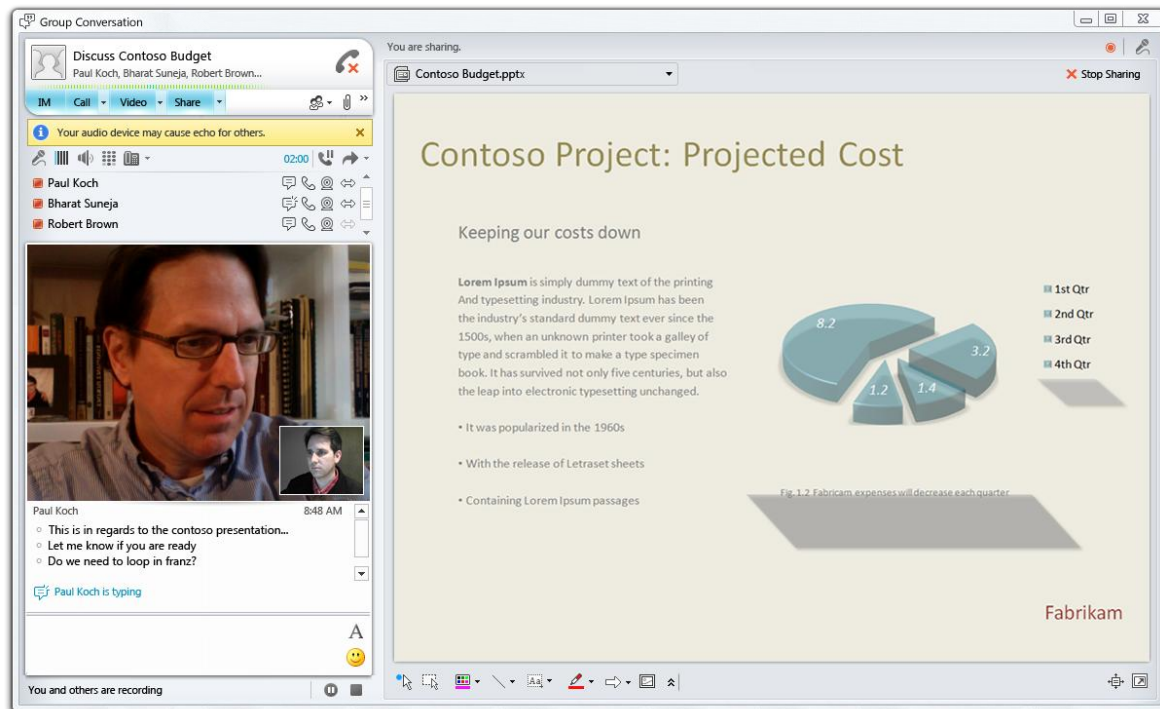 Group Conversation
Discuss Contoso Budget
Paul Koch, Bharat Suneja, Robert Brown...
IM Call Video Share
Your audio device may cause echo for others.
02:00
Paul Koch
Bharat Suneja
Robert Brown
Paul Koch 8:48 AM
This is in regards to the contoso presentation...
Let me know if you are ready
Do we need to loop in franz?
Paul Koch is typing
A
You and others are recording
You are sharing.
Contoso Budget.pptx
Stop Sharing
Contoso Project: Projected Cost
Keeping our costs down
Lorem Ipsum is simply dummy text of the printing
And typesetting industry. Lorem Ipsum has been
the industry's standard dummy text ever since the
1500s, when an unknown printer took a galley of
type and scrambled it to make a type specimen
book. It has survived not only five centuries, but also
the leap into electronic typesetting unchanged.
• It was popularized in the 1960s
• With the release of Letraset sheets
• Containing Lorem Ipsum passages
8.2
3.2
1.4
1.2
1st Qtr
2nd Qtr
3rd Qtr
4th Qtr
Fig. 1.2 Fabricam expenses will decrease each quarter
Fabrikam
Aa